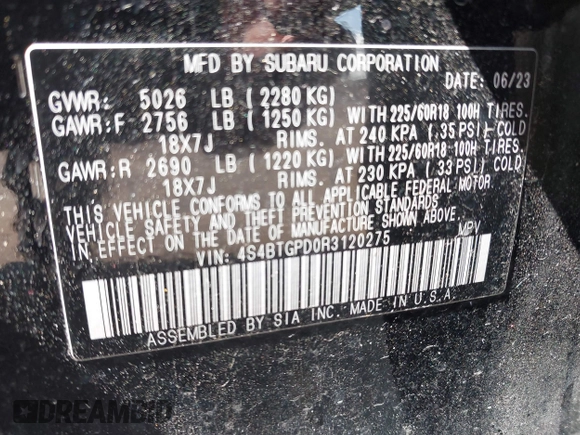 MFD BY SUBARU CORPORATION
DATE: 06/23
GVWR: 5026 LB (2280 KG)
GAWR: F 2756 LB (1250 KG) WITH 225/60R18 100H TIRES.
18X7J RIMS. AT 240 KPA (35 PSI) COLD
GAWR: R 2690 LB (1220 KG) WITH 225/60R18 100H TIRES.
18X7J RIMS. AT 230 KPA (33 PSI) COLD
THIS VEHICLE CONFORMS TO ALL APPLICABLE FEDERAL MOTOR
VEHICLE SAFETY AND THEFT PREVENTION STANDARDS
IN EFFECT ON THE DATE OF MANUFACTURE SHOWN ABOVE.
VIN: 4S4BTGPD0R3120275 MPV
ASSEMBLED BY SIA INC. MADE IN U.S.A
DREAMBID